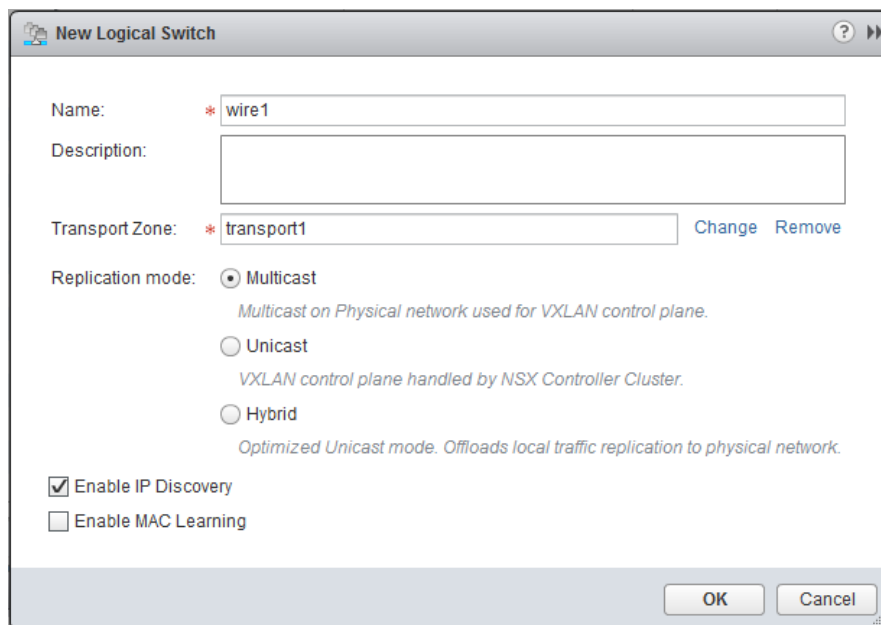 New Logical Switch ?
Name: * wire1
Description:
Transport Zone: * transport1 Change Remove
Replication mode: Multicast
Multicast on Physical network used for VXLAN control plane.
Unicast
VXLAN control plane handled by NSX Controller Cluster.
Hybrid
Optimized Unicast mode. Offloads local traffic replication to physical network.
Enable IP Discovery
Enable MAC Learning
OK Cancel